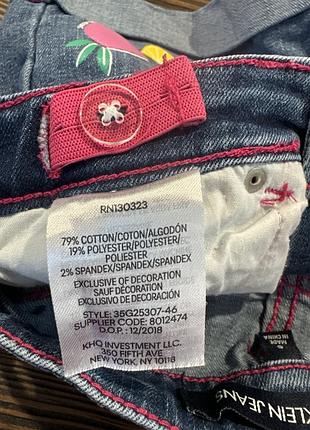 RN130323
79% COTTON/COTON/ALGODÓN
19% POLYESTER/POLYESTER/
POLIESTER
2% SPANDEX/SPANDEX/SPANDEX
EXCLUSIVE OF DECORATION
SAUF DÉCORATION
EXCLUSIVO DE DECORACIÓN
STYLE: 35G25307-46
SUPPLIER CODE: 8901244
D.O.P.: 12/2018
KHQ INVESTMENT LLC.
350 FIFTH AVE
NEW YORK, NY 10118
MADE
IN CHINA
KLEIN JEANS